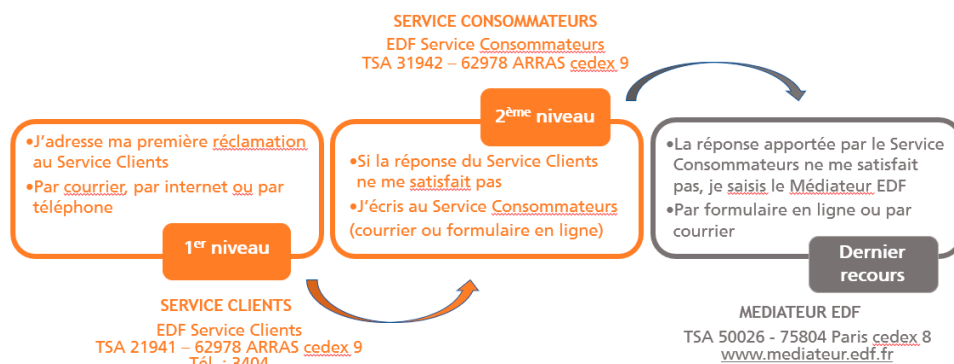 SERVICE CONSOMMATEURS
EDF Service Consommateurs
TSA 31942 – 62978 ARRAS cedex 9
•J’adresse ma première réclamation
au Service Clients
•Par courrier, par internet ou par
téléphone
1er niveau
SERVICE CLIENTS
EDF Service Clients
TSA 21941 – 62978 ARRAS cedex 9
Tél. : 3404
2ème niveau
•Si la réponse du Service Clients
ne me satisfait pas
•J’écris au Service Consommateurs
(courrier ou formulaire en ligne)
•La réponse apportée par le Service
Consommateurs ne me satisfait
pas, je saisis le Médiateur EDF
•Par formulaire en ligne ou par
courrier
Dernier
recours
MEDIATEUR EDF
TSA 50026 - 75804 Paris cedex 8
www.mediateur.edf.fr